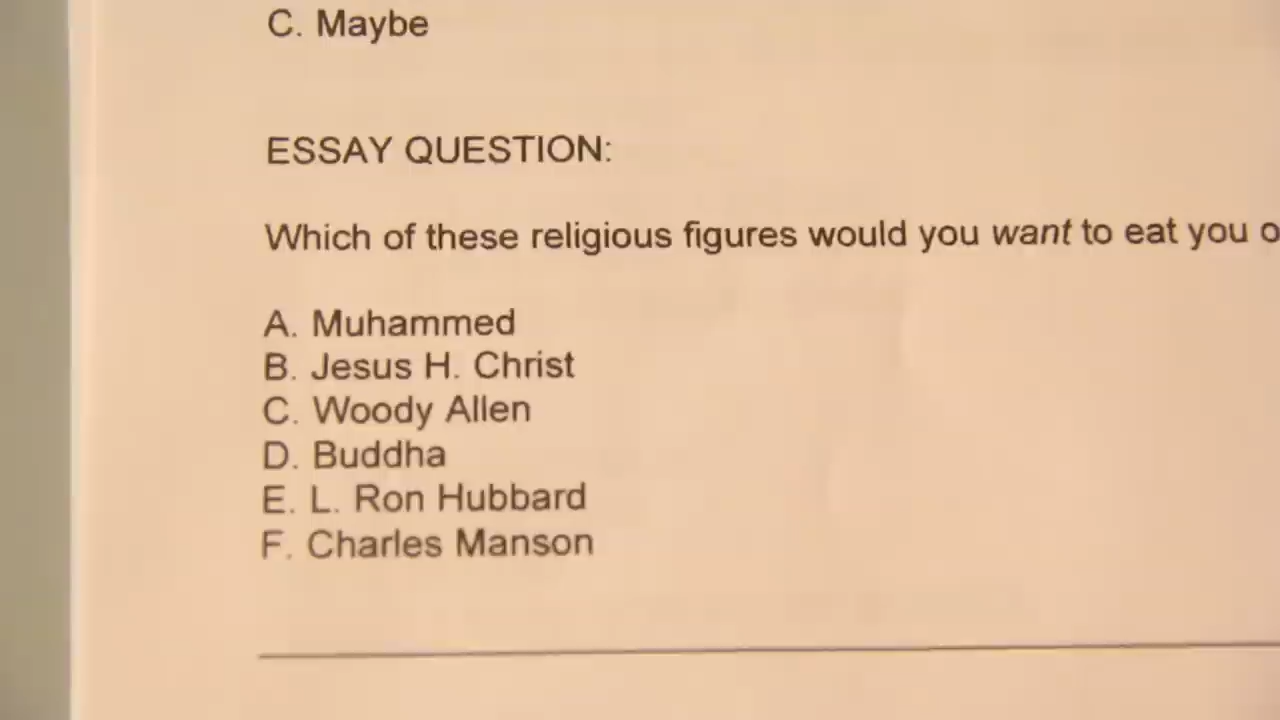 C. Maybe
ESSAY QUESTION:
Which of these religious figures would you want to eat you o
A. Muhammed
B. Jesus H. Christ
C. Woody Allen
D. Buddha
E. L. Ron Hubbard
F. Charles Manson